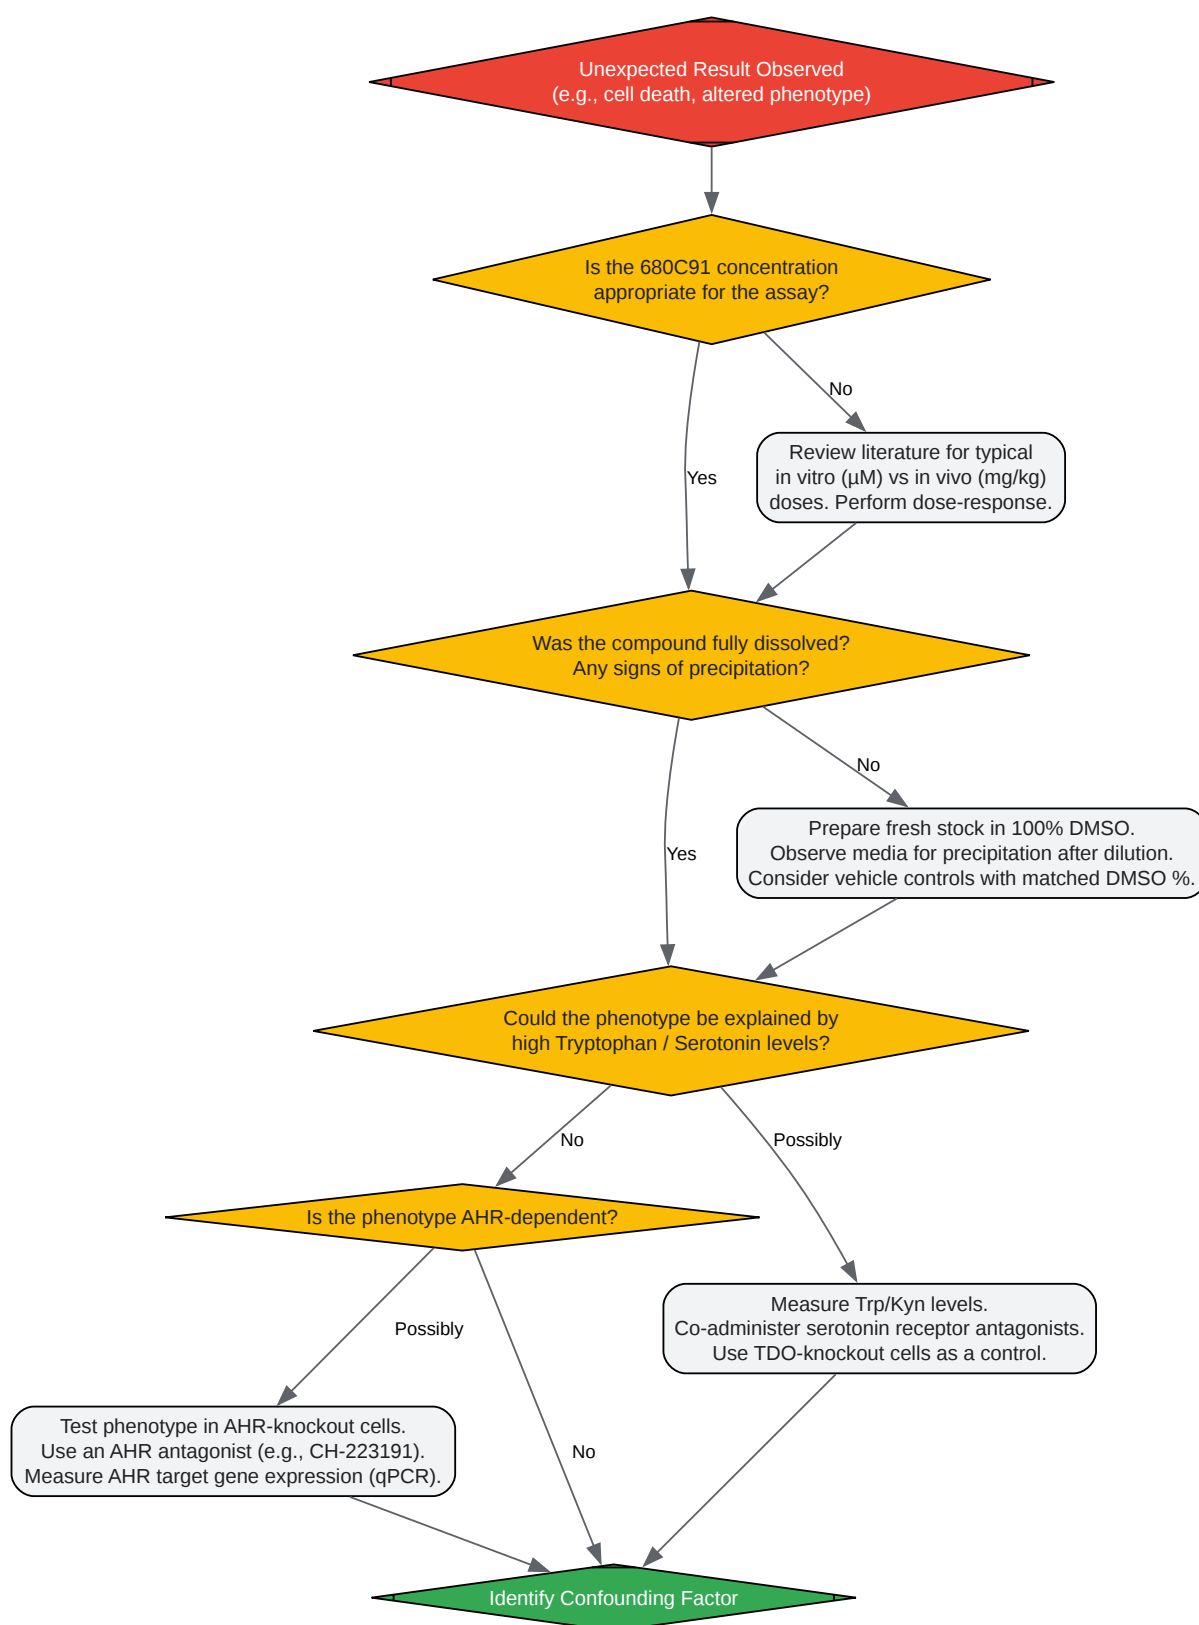 Unexpected Result Observed
(e.g., cell death, altered phenotype)
Is the 680C91 concentration
appropriate for the assay?
No
Yes
Review literature for typical
in vitro (µM) vs in vivo (mg/kg)
doses. Perform dose-response.
Was the compound fully dissolved?
Any signs of precipitation?
No
Yes
Prepare fresh stock in 100% DMSO.
Observe media for precipitation after dilution.
Consider vehicle controls with matched DMSO %.
Could the phenotype be explained by
high Tryptophan / Serotonin levels?
No
Possibly
Is the phenotype AHR-dependent?
Measure Trp/Kyn levels.
Co-administer serotonin receptor antagonists.
Use TDO-knockout cells as a control.
Possibly
No
Test phenotype in AHR-knockout cells.
Use an AHR antagonist (e.g., CH-223191).
Measure AHR target gene expression (qPCR).
Identify Confounding Factor